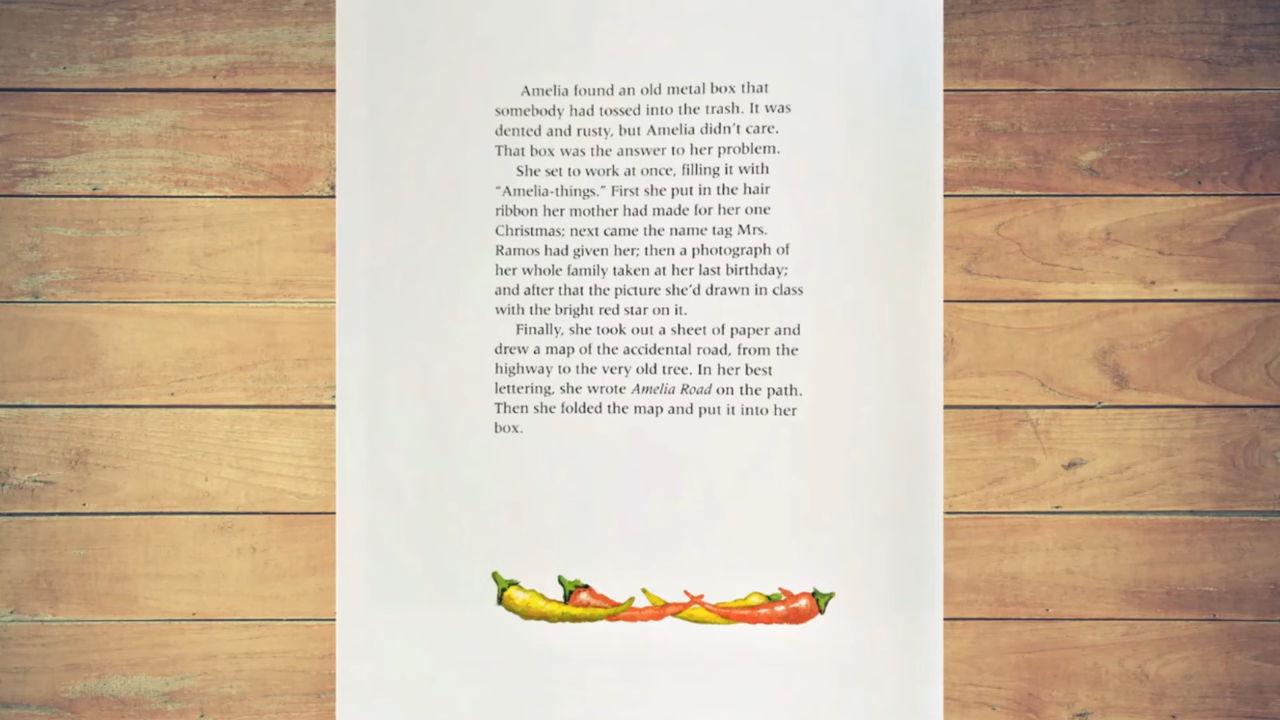 Amelia found an old metal box that
somebody had tossed into the trash. It was
dented and rusty, but Amelia didn't care.
That box was the answer to her problem.
She set to work at once, filling it with
"Amelia-things." First she put in the hair
ribbon her mother had made for her one
Christmas; next came the name tag Mrs.
Ramos had given her; then a photograph of
her whole family taken at her last birthday;
and after that the picture she'd drawn in class
with the bright red star on it.
Finally, she took out a sheet of paper and
drew a map of the accidental road, from the
highway to the very old tree. In her best
lettering, she wrote Amelia Road on the path.
Then she folded the map and put it into her
box.